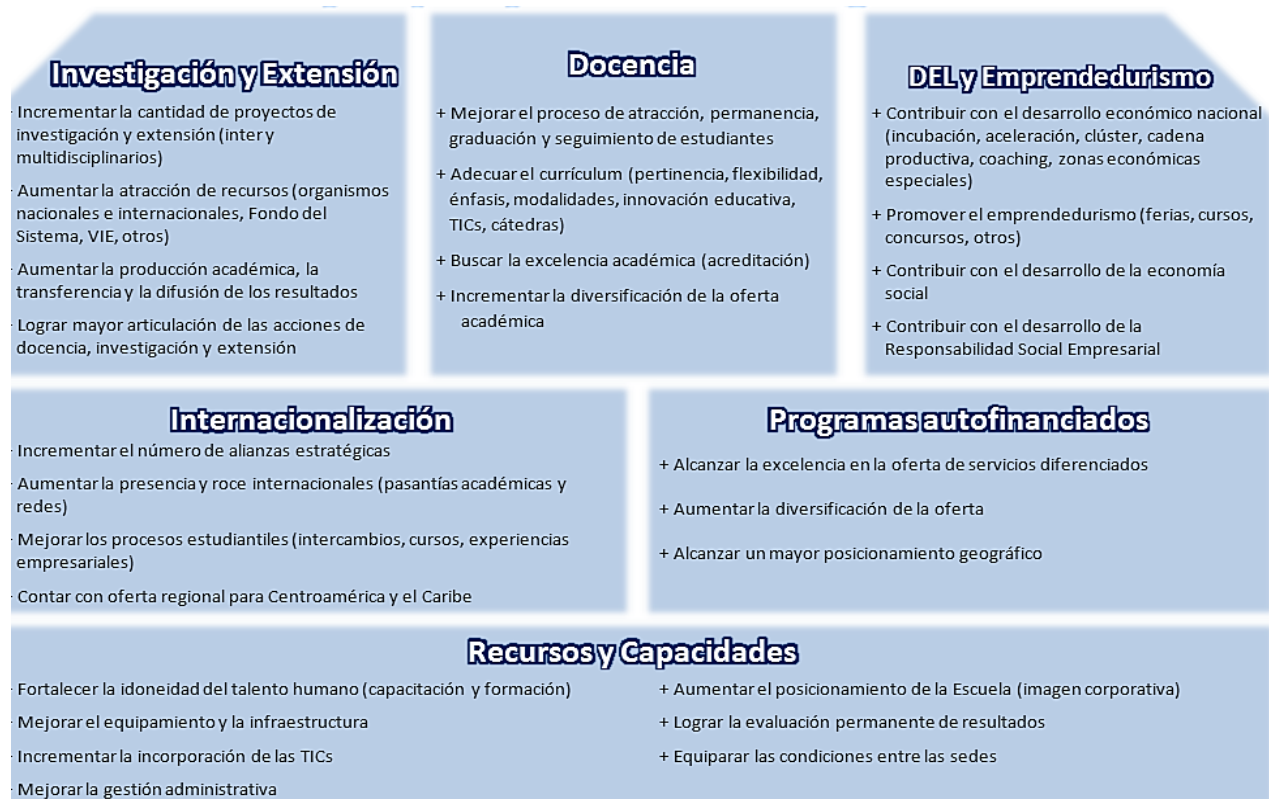 Investigación y Extensión
- Incrementar la cantidad de proyectos de
investigación y extensión (inter y
multidisciplinarios)
- Aumentar la atracción de recursos (organismos
nacionales e internacionales, Fondo del
Sistema, VIE, otros)
- Aumentar la producción académica, la
transferencia y la difusión de los resultados
- Lograr mayor articulación de las acciones de
docencia, investigación y extensión
Docencia
+ Mejorar el proceso de atracción, permanencia,
graduación y seguimiento de estudiantes
+ Adecuar el currículum (pertinencia, flexibilidad,
énfasis, modalidades, innovación educativa,
TICs, cátedras)
+ Buscar la excelencia académica (acreditación)
+ Incrementar la diversificación de la oferta
académica
DEL y Emprendedurismo
+ Contribuir con el desarrollo económico nacional
(incubación, aceleración, clúster, cadena
productiva, coaching, zonas económicas
especiales)
+ Promover el emprendedurismo (ferias, cursos,
concursos, otros)
+ Contribuir con el desarrollo de la economía
social
+ Contribuir con el desarrollo de la
Responsabilidad Social Empresarial
Internacionalización
- Incrementar el número de alianzas estratégicas
- Aumentar la presencia y roce internacionales (pasantías académicas y
redes)
- Mejorar los procesos estudiantiles (intercambios, cursos, experiencias
empresariales)
- Contar con oferta regional para Centroamérica y el Caribe
Programas autofinanciados
+ Alcanzar la excelencia en la oferta de servicios diferenciados
+ Aumentar la diversificación de la oferta
+ Alcanzar un mayor posicionamiento geográfico
Recursos y Capacidades
- Fortalecer la idoneidad del talento humano (capacitación y formación)
- Mejorar el equipamiento y la infraestructura
- Incrementar la incorporación de las TICs
- Mejorar la gestión administrativa
+ Aumentar el posicionamiento de la Escuela (imagen corporativa)
+ Lograr la evaluación permanente de resultados
+ Equiparar las condiciones entre las sedes